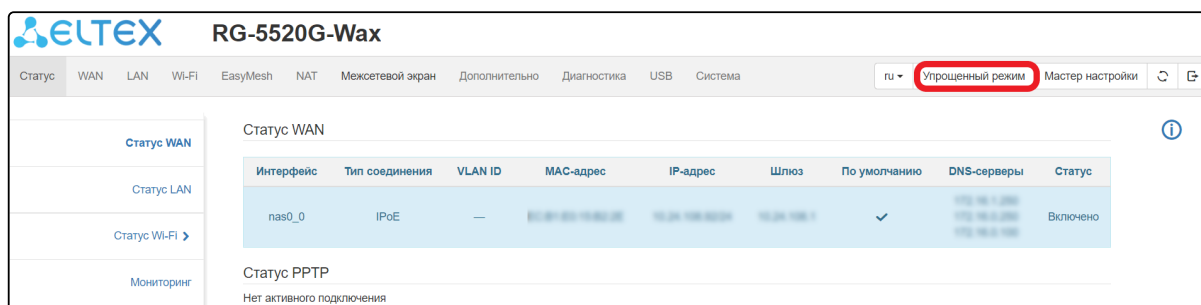 ELTEX RG-5520G-Wax
Статус WAN LAN Wi-Fi EasyMesh NAT Межсетевой экран Дополнительно Диагностика USB Система ru Упрощенный режим Мастер настройки
Статус WAN
Статус LAN
Статус Wi-Fi
Мониторинг
Статус WAN
Интерфейс Тип соединения VLAN ID MAC-адрес IP-адрес Шлюз По умолчанию DNS-серверы Статус
nas0_0 IPoE — Включено
Статус PPTP
Нет активного подключения